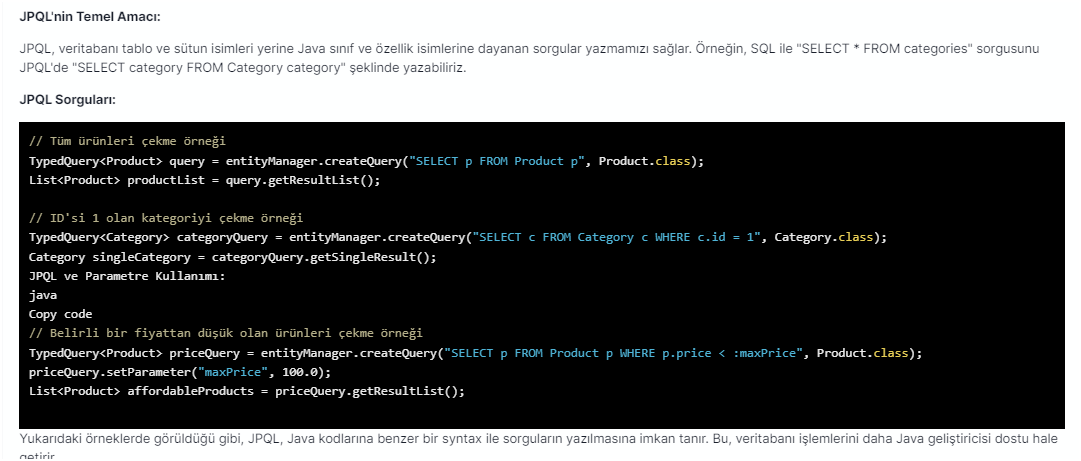 JPQL'nin Temel Amacı:
JPQL, veritabanı tablo ve sütun isimleri yerine Java sınıf ve özellik isimlerine dayanan sorgular yazmamızı sağlar. Örneğin, SQL ile "SELECT * FROM categories" sorgusunu
JPQL'de "SELECT category FROM Category category" şeklinde yazabiliriz.
JPQL Sorguları:
// Tüm ürünleri çekme örneği
TypedQuery<Product> query = entityManager.createQuery("SELECT p FROM Product p", Product.class);
List<Product> productList = query.getResultList();
// ID'si 1 olan kategoriyi çekme örneği
TypedQuery<Category> categoryQuery = entityManager.createQuery("SELECT c FROM Category c WHERE c.id = 1", Category.class);
Category singleCategory = categoryQuery.getSingleResult();
JPQL ve Parametre Kullanımı:
java
Copy code
// Belirli bir fiyattan düşük olan ürünleri çekme örneği
TypedQuery<Product> priceQuery = entityManager.createQuery("SELECT p FROM Product p WHERE p.price < :maxPrice", Product.class);
priceQuery.setParameter("maxPrice", 100.0);
List<Product> affordableProducts = priceQuery.getResultList();
Yukarıdaki örneklerde görüldüğü gibi, JPQL, Java kodlarına benzer bir syntax ile sorguların yazılmasına imkan tanır. Bu, veritabanı işlemlerini daha Java geliştiricisi dostu hale
getirir.